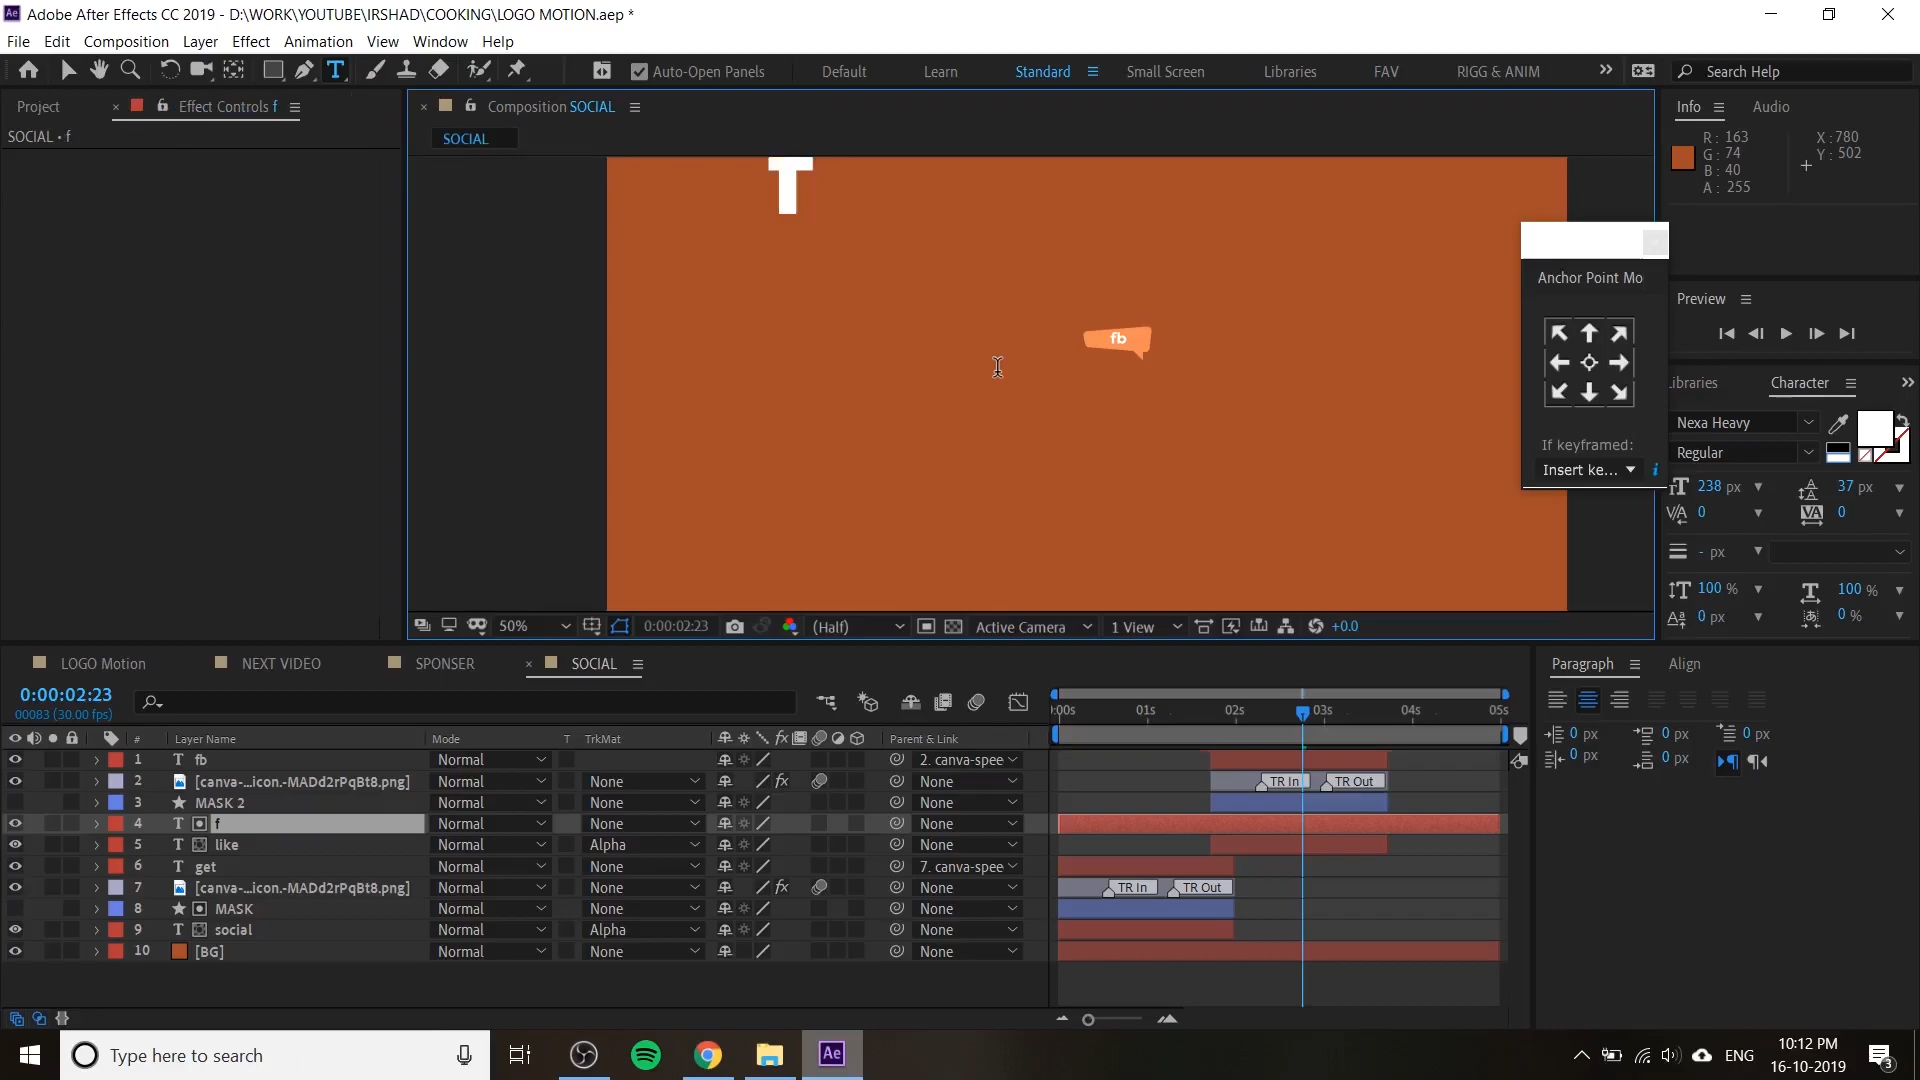 Adobe After Effects CC 2019 - D:\WORK\YOUTUBE\IRSHAD\COOKING\LOGO MOTION.aep *
File Edit Composition Layer Effect Animation View Window Help
Auto-Open Panels Default Learn Standard Small Screen Libraries FAV RIGG & ANIM Search Help
Project Effect Controls f Composition SOCIAL Info Audio
SOCIAL • f
SOCIAL
R : 163
G : 74
B : 40
A : 255
X : 780
Y : 502
T
fb
Anchor Point Mo
If keyframed:
Insert ke...
Preview
Libraries Character
Nexa Heavy
Regular
238 px 37 px
0 0
- px
100 % 100 %
0 px 0 %
50% 0:00:02:23 (Half) Active Camera 1 View +0.0
LOGO Motion NEXT VIDEO SPONSER SOCIAL
Paragraph Align
0:00:02:23
00083 (30.00 fps)
:00s 01s 02s 03s 04s 05s
0 px 0 px 0 px
0 px 0 px
# Layer Name Mode T TrkMat Parent & Link
1 fb Normal 2. canva-spee
2 [canva-...icon.-MADd2rPqBt8.png] Normal None None TR In TR Out
3 MASK 2 Normal None None
4 f Normal None None
5 like Normal Alpha None
6 get Normal None 7. canva-spee
7 [canva-...icon.-MADd2rPqBt8.png] Normal None None TR In TR Out
8 MASK Normal None None
9 social Normal Alpha None
10 [BG] Normal None None
Type here to search
ENG
10:12 PM
16-10-2019
3